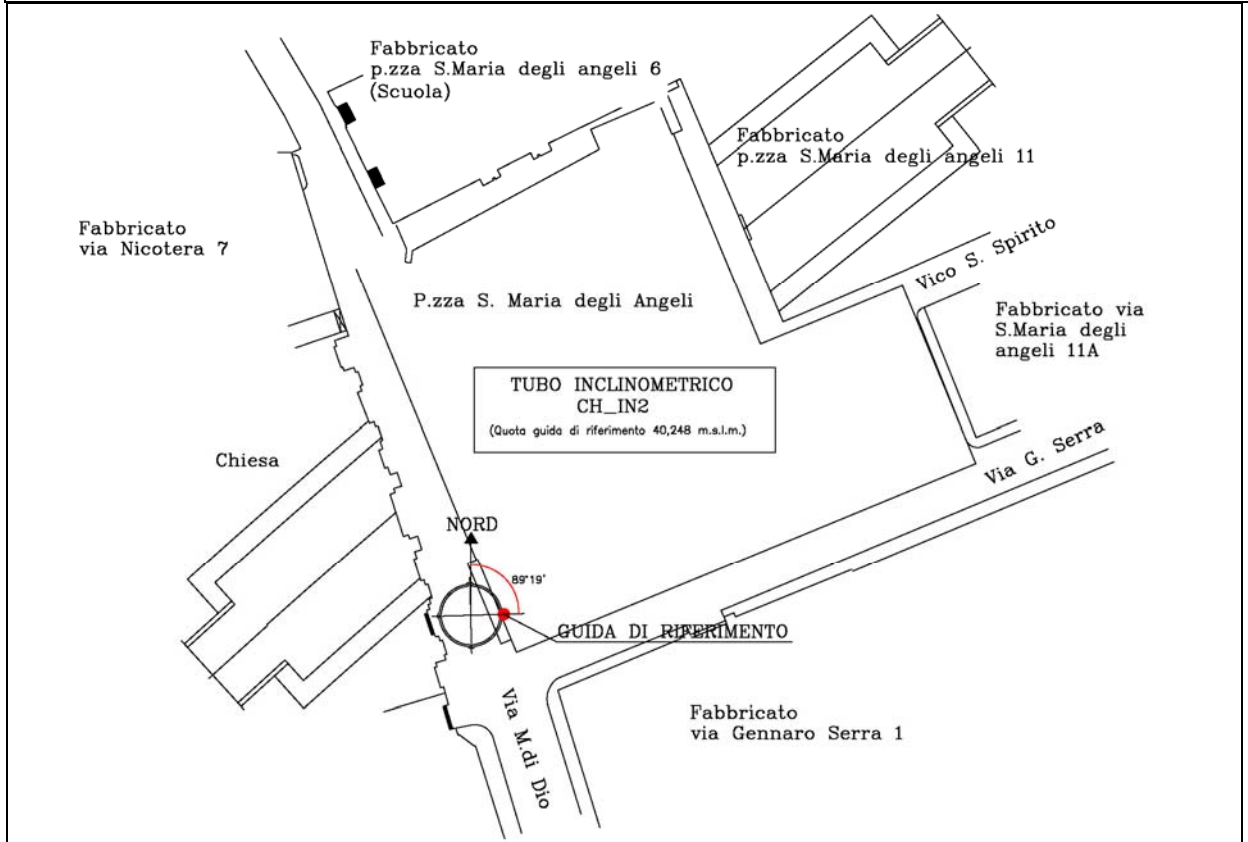 Fabbricato
p.zza S.Maria degli angeli 6
(Scuola)
Fabbricato
p.zza S.Maria degli angeli 11
Fabbricato
via Nicotera 7
Vico S. Spirito
P.zza S. Maria degli Angeli
Fabbricato via
S.Maria degli
angeli 11A
TUBO INCLINOMETRICO
CH_IN2
(Quota guida di riferimento 40,248 m.s.l.m.)
Chiesa
Via G. Serra
NORD
89°19'
GUIDA DI RIFERIMENTO
Via M.di Dio
Fabbricato
via Gennaro Serra 1